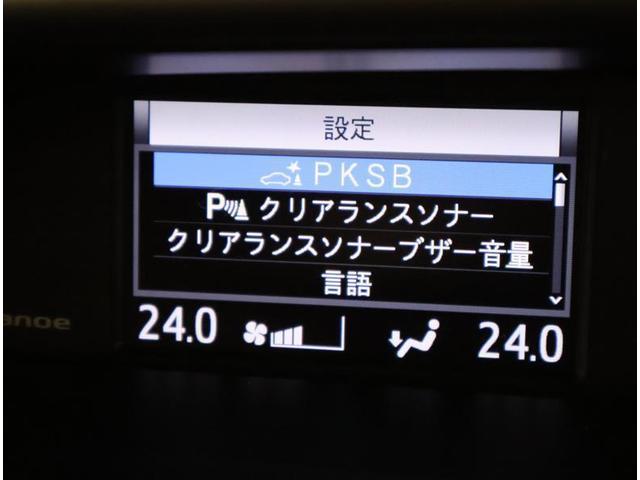 設定
PKSB
P クリアランスソナー
クリアランスソナーブザー音量
言語
24.0 24.0
anoe